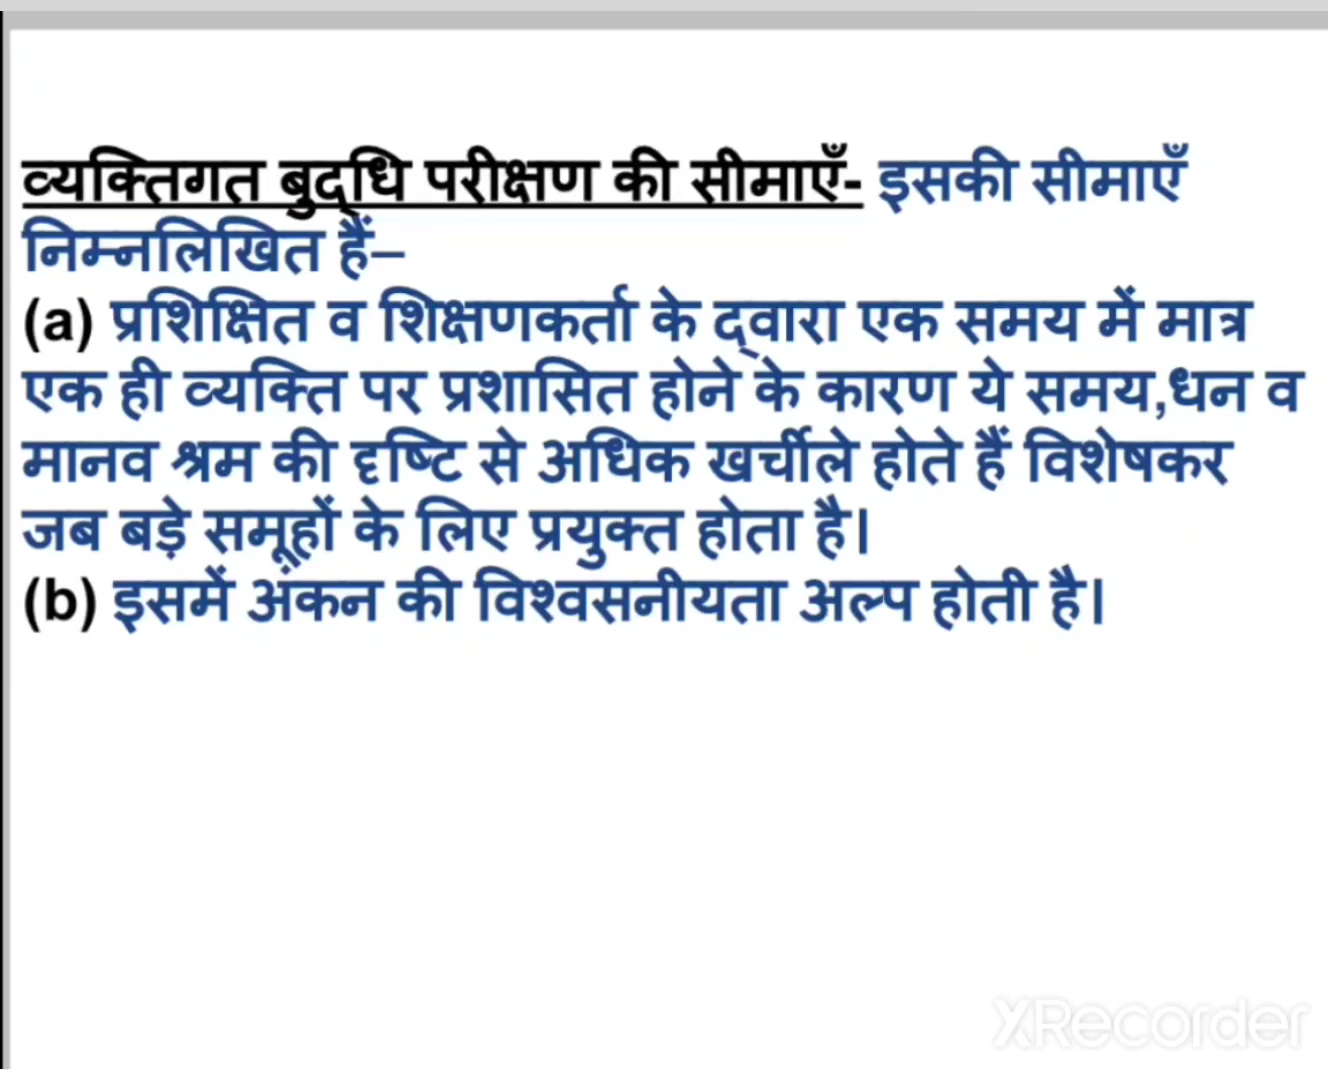 व्यक्तिगत बुद्धि परीक्षण की सीमाएँ- इसकी सीमाएँ
निम्नलिखित हैं–
(a) प्रशिक्षित व शिक्षणकर्ता के द्वारा एक समय में मात्र
एक ही व्यक्ति पर प्रशासित होने के कारण ये समय,धन व
मानव श्रम की दृष्टि से अधिक खर्चीले होते हैं विशेषकर
जब बड़े समूहों के लिए प्रयुक्त होता है।
(b) इसमें अंकन की विश्वसनीयता अल्प होती है।
XRecorder